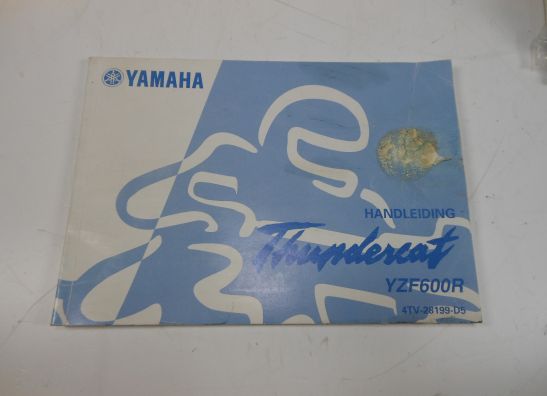 YAMAHA
HANDLEIDING
Thundercat
YZF600R
4TV-28199-D5